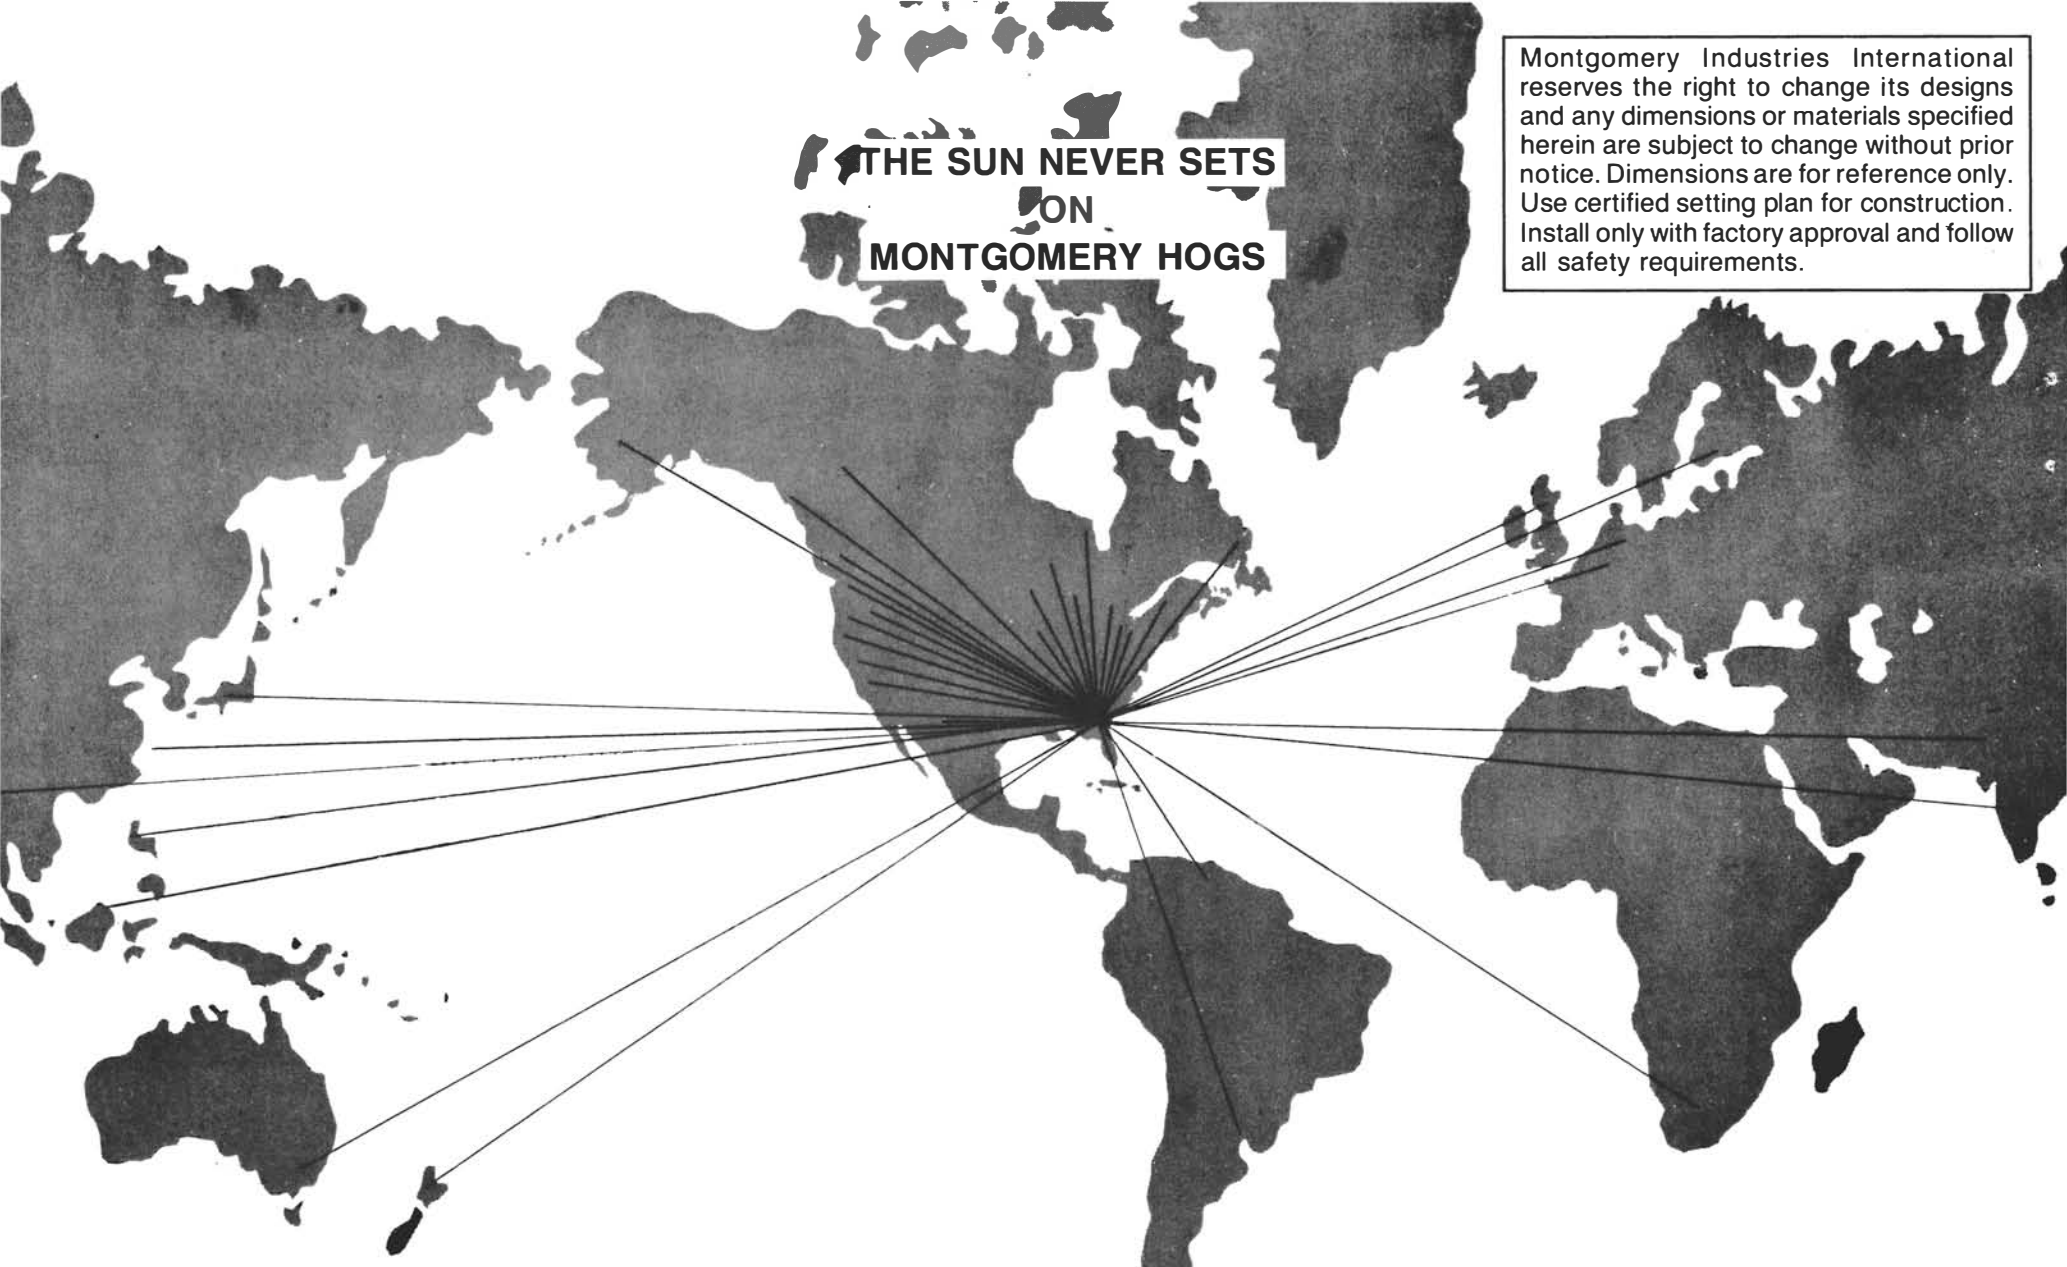 THE SUN NEVER SETS
ON
MONTGOMERY HOGS
Montgomery Industries International
reserves the right to change its designs
and any dimensions or materials specified
herein are subject to change without prior
notice. Dimensions are for reference only.
Use certified setting plan for construction.
Install only with factory approval and follow
all safety requirements.